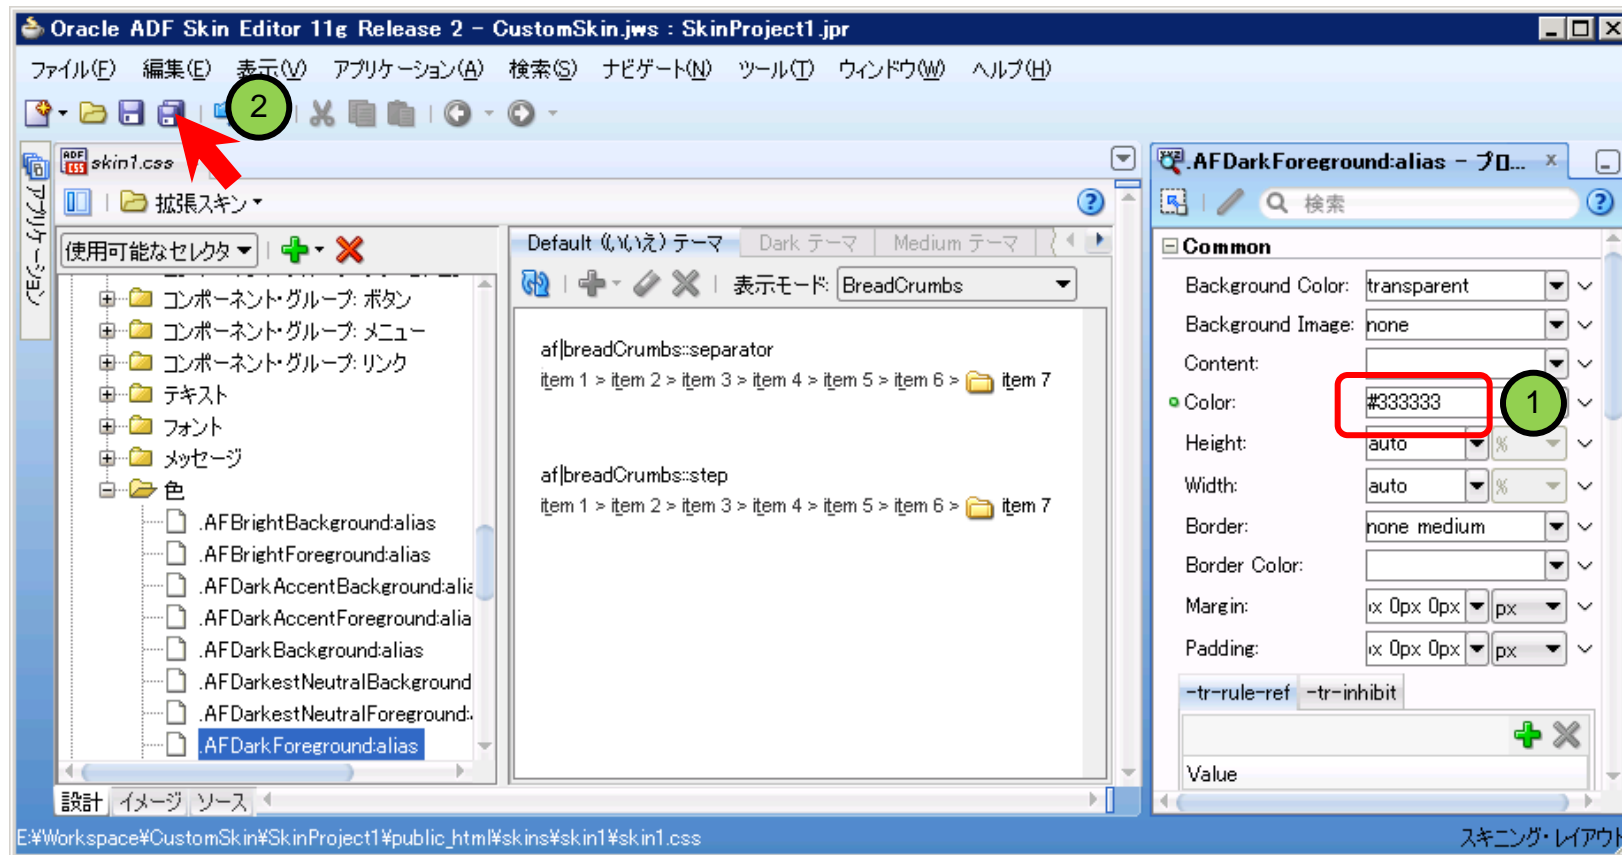 Oracle ADF Skin Editor 11g Release 2 - CustomSkin.jws : SkinProject1.jpr
ファイル(F) 編集(E) 表示(V) アプリケーション(A) 検索(S) ナビゲート(N) ツール(T) ウィンドウ(W) ヘルプ(H)
2
アプリケーション
skin1.css
拡張スキン
使用可能なセレクタ
コンポーネント・グループ: ボタン
コンポーネント・グループ: メニュー
コンポーネント・グループ: リンク
テキスト
フォント
メッセージ
色
.AFBrightBackground:alias
.AFBrightForeground:alias
.AFDarkAccentBackground:alia
.AFDarkAccentForeground:alia
.AFDarkBackground:alias
.AFDarkestNeutralBackground
.AFDarkestNeutralForeground:
.AFDarkForeground:alias
設計 イメージ ソース
Default (いいえ) テーマ Dark テーマ Medium テーマ
表示モード: BreadCrumbs
af|breadCrumbs::separator
item 1 > item 2 > item 3 > item 4 > item 5 > item 6 > item 7
af|breadCrumbs::step
item 1 > item 2 > item 3 > item 4 > item 5 > item 6 > item 7
.AFDarkForeground:alias - プロ...
検索
Common
Background Color: transparent
Background Image: none
Content:
Color: #333333
1
Height: auto %
Width: auto %
Border: none medium
Border Color:
Margin: x 0px 0px px
Padding: x 0px 0px px
-tr-rule-ref -tr-inhibit
Value
E:¥Workspace¥CustomSkin¥SkinProject1¥public_html¥skins¥skin1¥skin1.css
スキニング・レイアウト